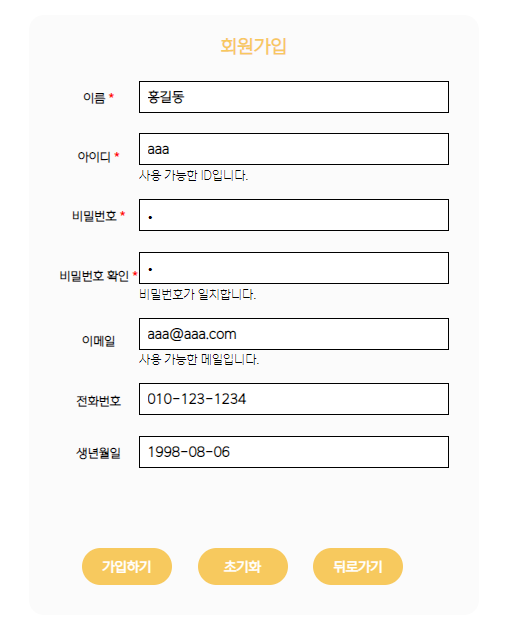 회원가입
이름 * 홍길동
아이디 * aaa
사용 가능한 ID입니다.
비밀번호 * •
비밀번호 확인 * •
비밀번호가 일치합니다.
이메일 aaa@aaa.com
사용 가능한 메일입니다.
전화번호 010-123-1234
생년월일 1998-08-06
가입하기 초기화 뒤로가기